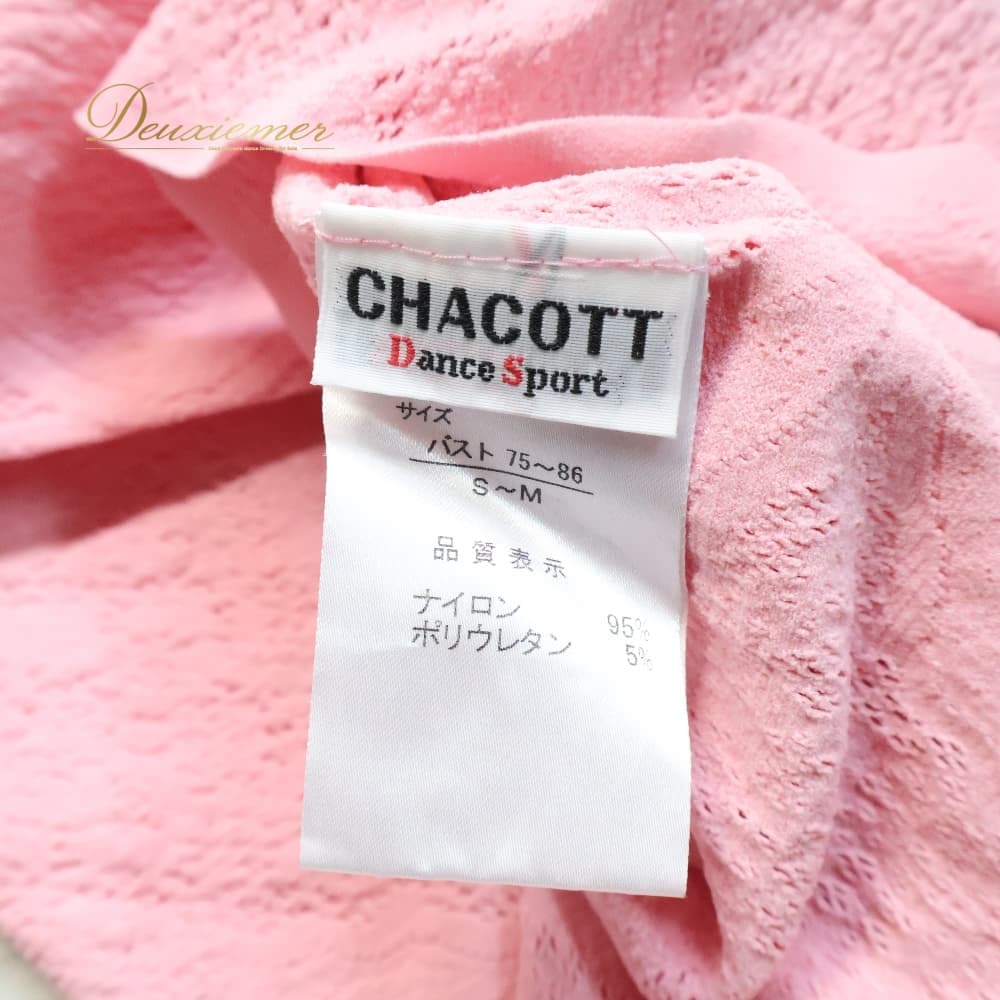 Deuxiemer
CHACOTT
Dance Sport
サイズ
バスト 75～86
S～M
品質表示
ナイロン 95%
ポリウレタン 5%